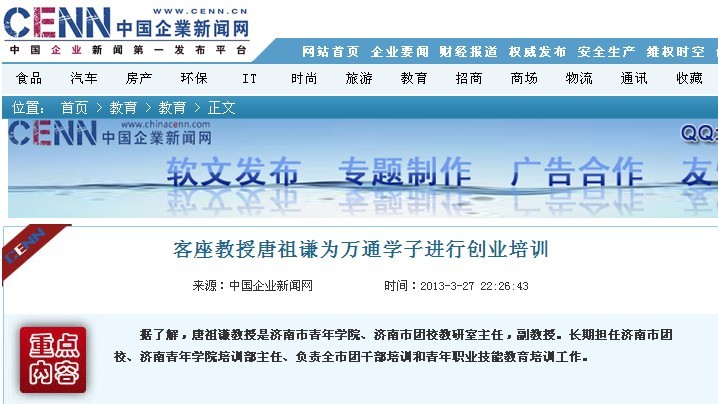 CENN
WWW.CENN.CN
中国企業新闻网
中国企业新闻第一发布平台
网站首页 企业要闻 财经报道 权威发布 安全生产 维权时空
食品 汽车 房产 环保 IT 时尚 旅游 教育 招商 商场 物流 通讯 收藏
位置： 首页 > 教育 > 教育 > 正文
CENN
www.chinacenn.com
中国企業新闻网
QQ
软文发布 专题制作 广告合作 友
CENN
客座教授唐祖谦为万通学子进行创业培训
来源：中国企业新闻网 时间：2013-3-27 22:26:43
重点
内容
据了解，唐祖谦教授是济南市青年学院、济南市团校教研室主任，副教授。长期担任济南市团
校、济南青年学院培训部主任、负责全市团干部培训和青年职业技能教育培训工作。